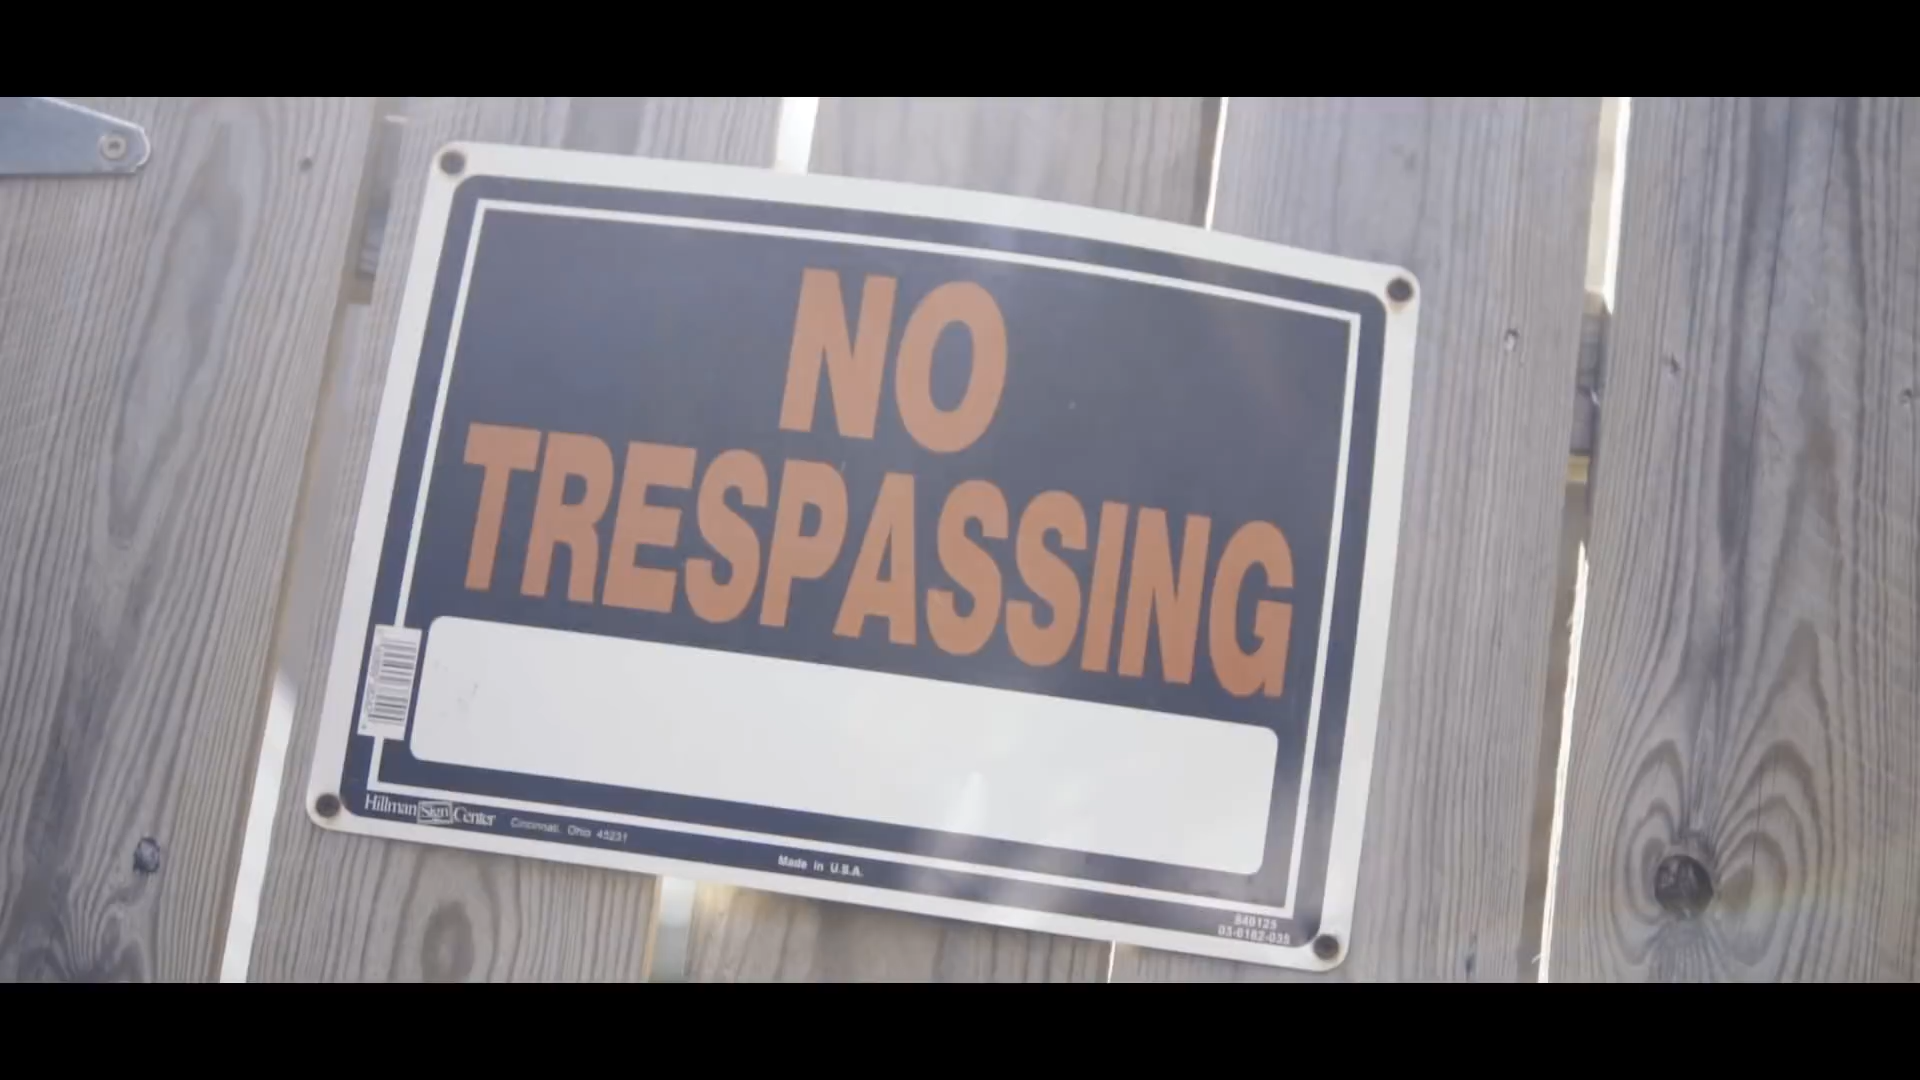 NO
TRESPASSING
Hillman Sign Center Cincinnati, Ohio 45231
Made in U.S.A.
840125
03-0182-035